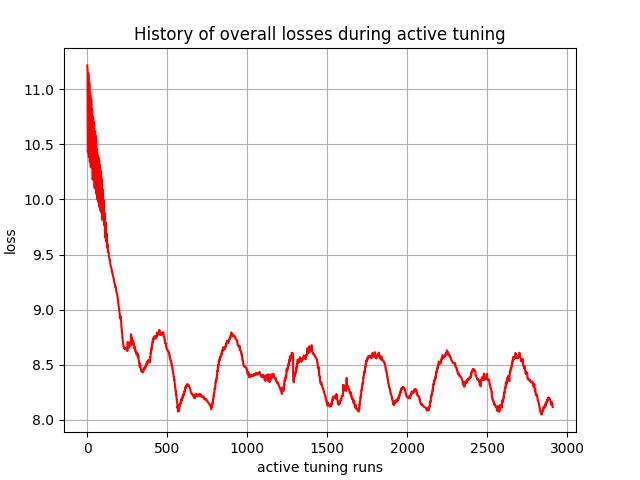 History of overall losses during active tuning
11.0
10.5
10.0
9.5
9.0
8.5
8.0
loss
0 500 1000 1500 2000 2500 3000
active tuning runs